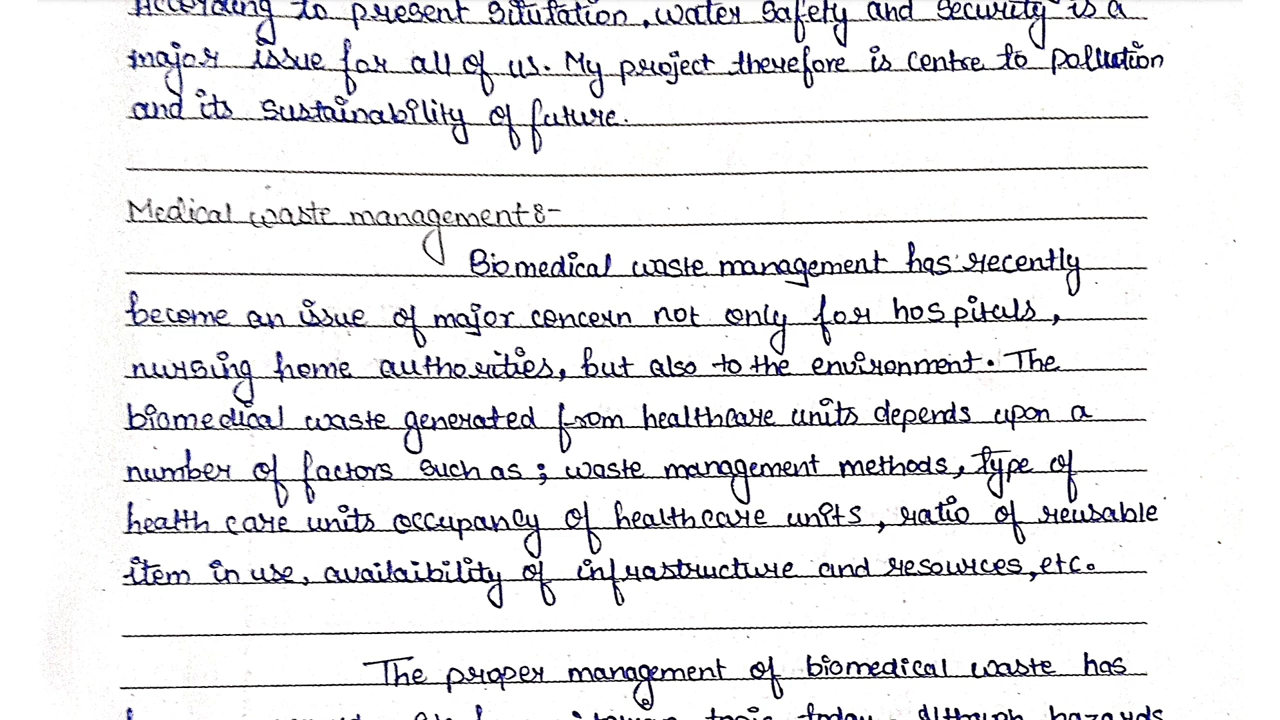 According to present Situtation, water Safety and Security is a
major issue for all of us. My project therefore is centre to pollution
and its Sustainability of future.
Medical waste management:-
Biomedical waste management has recently
become an issue of major concern not only for hospitals,
nursing home authorities, but also to the environment. The
biomedical waste generated from healthcare units depends upon a
number of factors such as ; waste management methods, type of
health care units occupancy of healthcare units, ratio of reusable
item in use, availaibility of infrastructure and resources, etc.
The proper management of biomedical waste has
topic today hazards